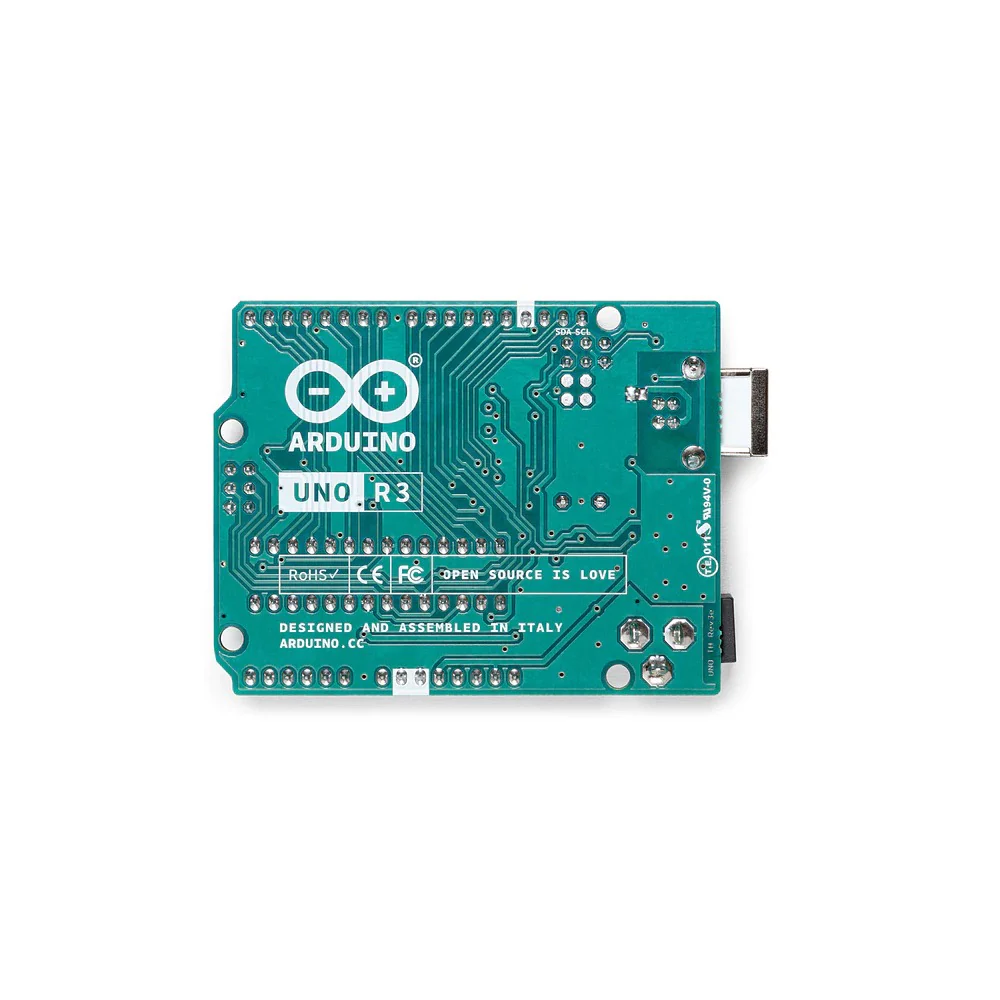 SDA SCL
®
ARDUINO
UNO R3
RoHS✓ CE FC OPEN SOURCE IS LOVE
DESIGNED AND ASSEMBLED IN ITALY
ARDUINO.CC
94V-0
UNO TH Rev3e